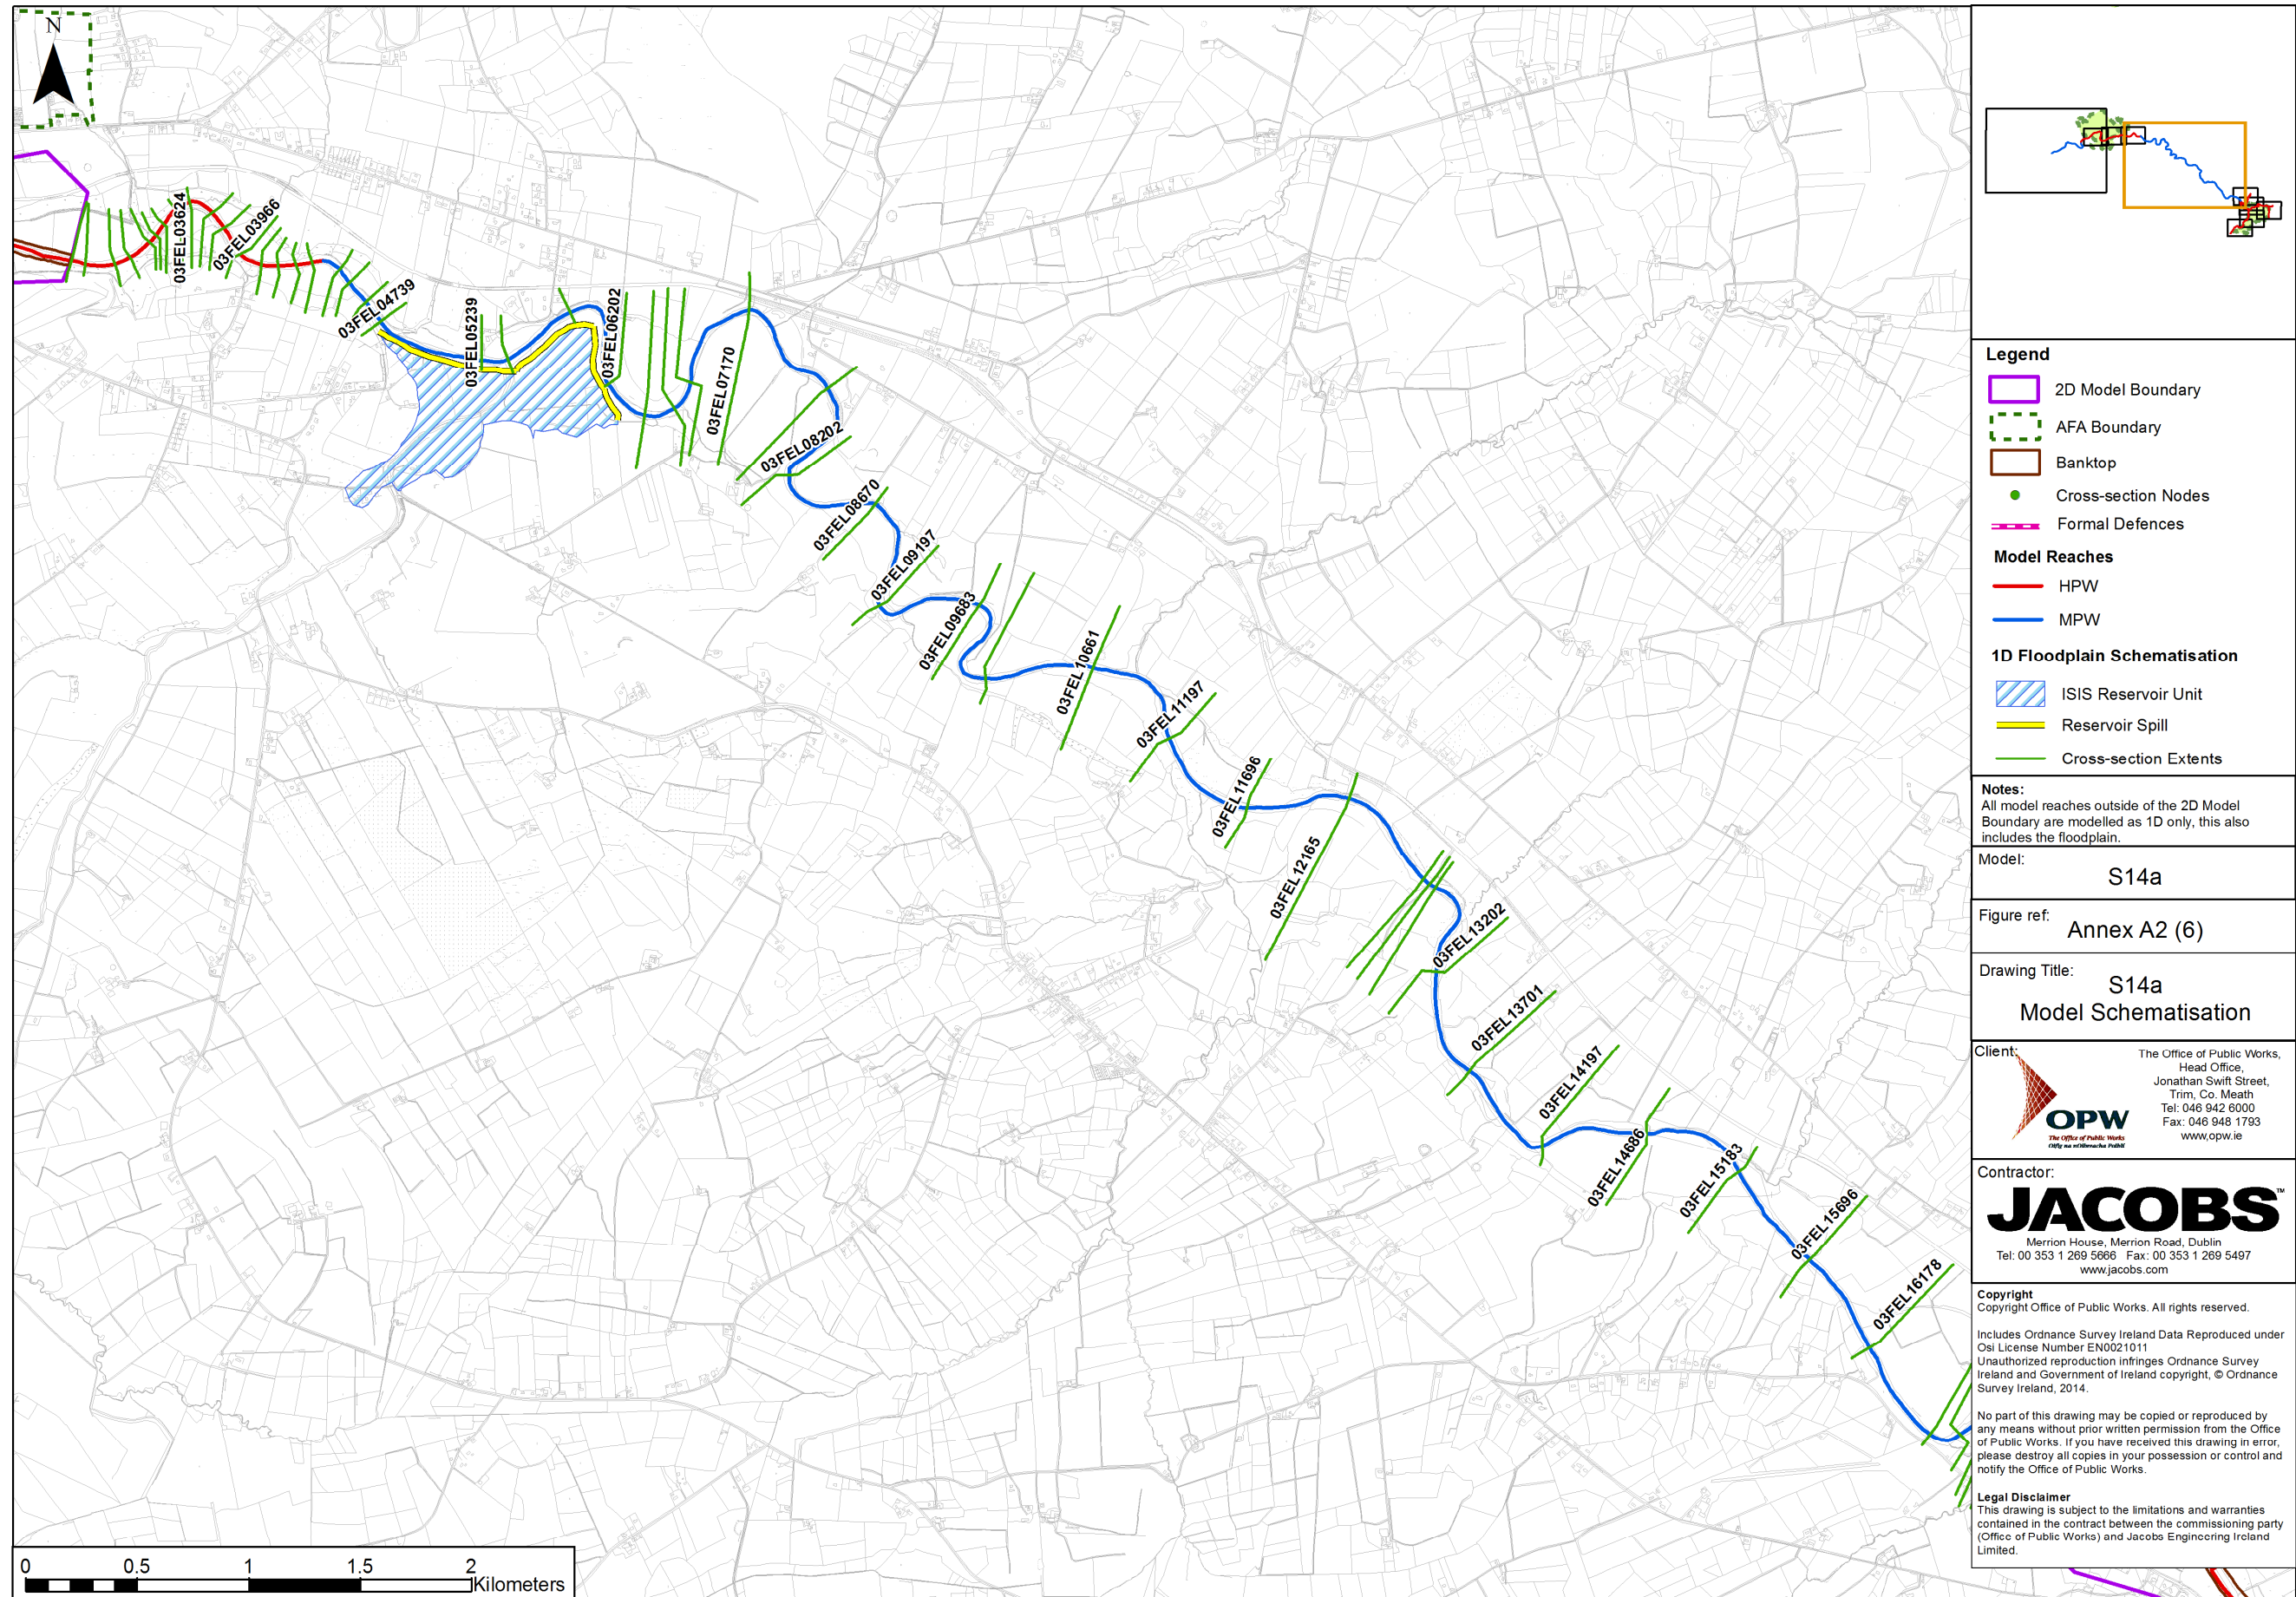 N
03FEL03624
03FEL03966
03FEL04739
03FEL05239
03FEL06202
03FEL07170
03FEL08202
03FEL08670
03FEL09197
03FEL09683
03FEL10661
03FEL11197
03FEL11696
03FEL12165
03FEL13202
03FEL13701
03FEL14197
03FEL14686
03FEL15183
03FEL15696
03FEL16178
0 0.5 1 1.5 2
Kilometers
Legend
2D Model Boundary
AFA Boundary
Banktop
Cross-section Nodes
Formal Defences
Model Reaches
HPW
MPW
1D Floodplain Schematisation
ISIS Reservoir Unit
Reservoir Spill
Cross-section Extents
Notes:
All model reaches outside of the 2D Model
Boundary are modelled as 1D only, this also
includes the floodplain.
Model:
S14a
Figure ref:
Annex A2 (6)
Drawing Title:
S14a
Model Schematisation
Client:
The Office of Public Works,
Head Office,
Jonathan Swift Street,
Trim, Co. Meath
Tel: 046 942 6000
Fax: 046 948 1793
www,opw.ie
OPW
The Office of Public Works
Oifig na nOibreacha Poiblí
Contractor:
JACOBS™
Merrion House, Merrion Road, Dublin
Tel: 00 353 1 269 5666 Fax: 00 353 1 269 5497
www.jacobs.com
Copyright
Copyright Office of Public Works. All rights reserved.
Includes Ordnance Survey Ireland Data Reproduced under
Osi License Number EN0021011
Unauthorized reproduction infringes Ordnance Survey
Ireland and Government of Ireland copyright, © Ordnance
Survey Ireland, 2014.
No part of this drawing may be copied or reproduced by
any means without prior written permission from the Office
of Public Works. If you have received this drawing in error,
please destroy all copies in your possession or control and
notify the Office of Public Works.
Legal Disclaimer
This drawing is subject to the limitations and warranties
contained in the contract between the commissioning party
(Office of Public Works) and Jacobs Engineering Ireland
Limited.